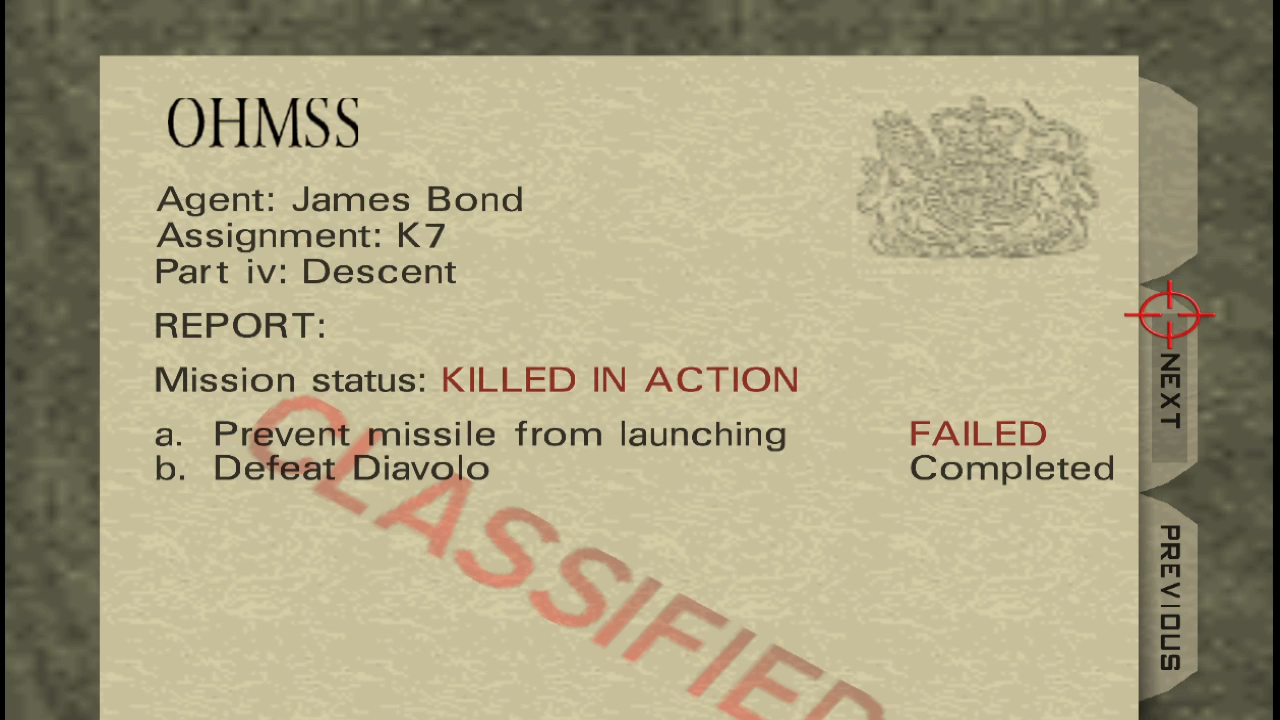 OHMSS
Agent: James Bond
Assignment: K7
Part iv: Descent
REPORT:
Mission status: KILLED IN ACTION
a. Prevent missile from launching FAILED
b. Defeat Diavolo Completed
CLASSIFIED
NEXT
PREVIOUS